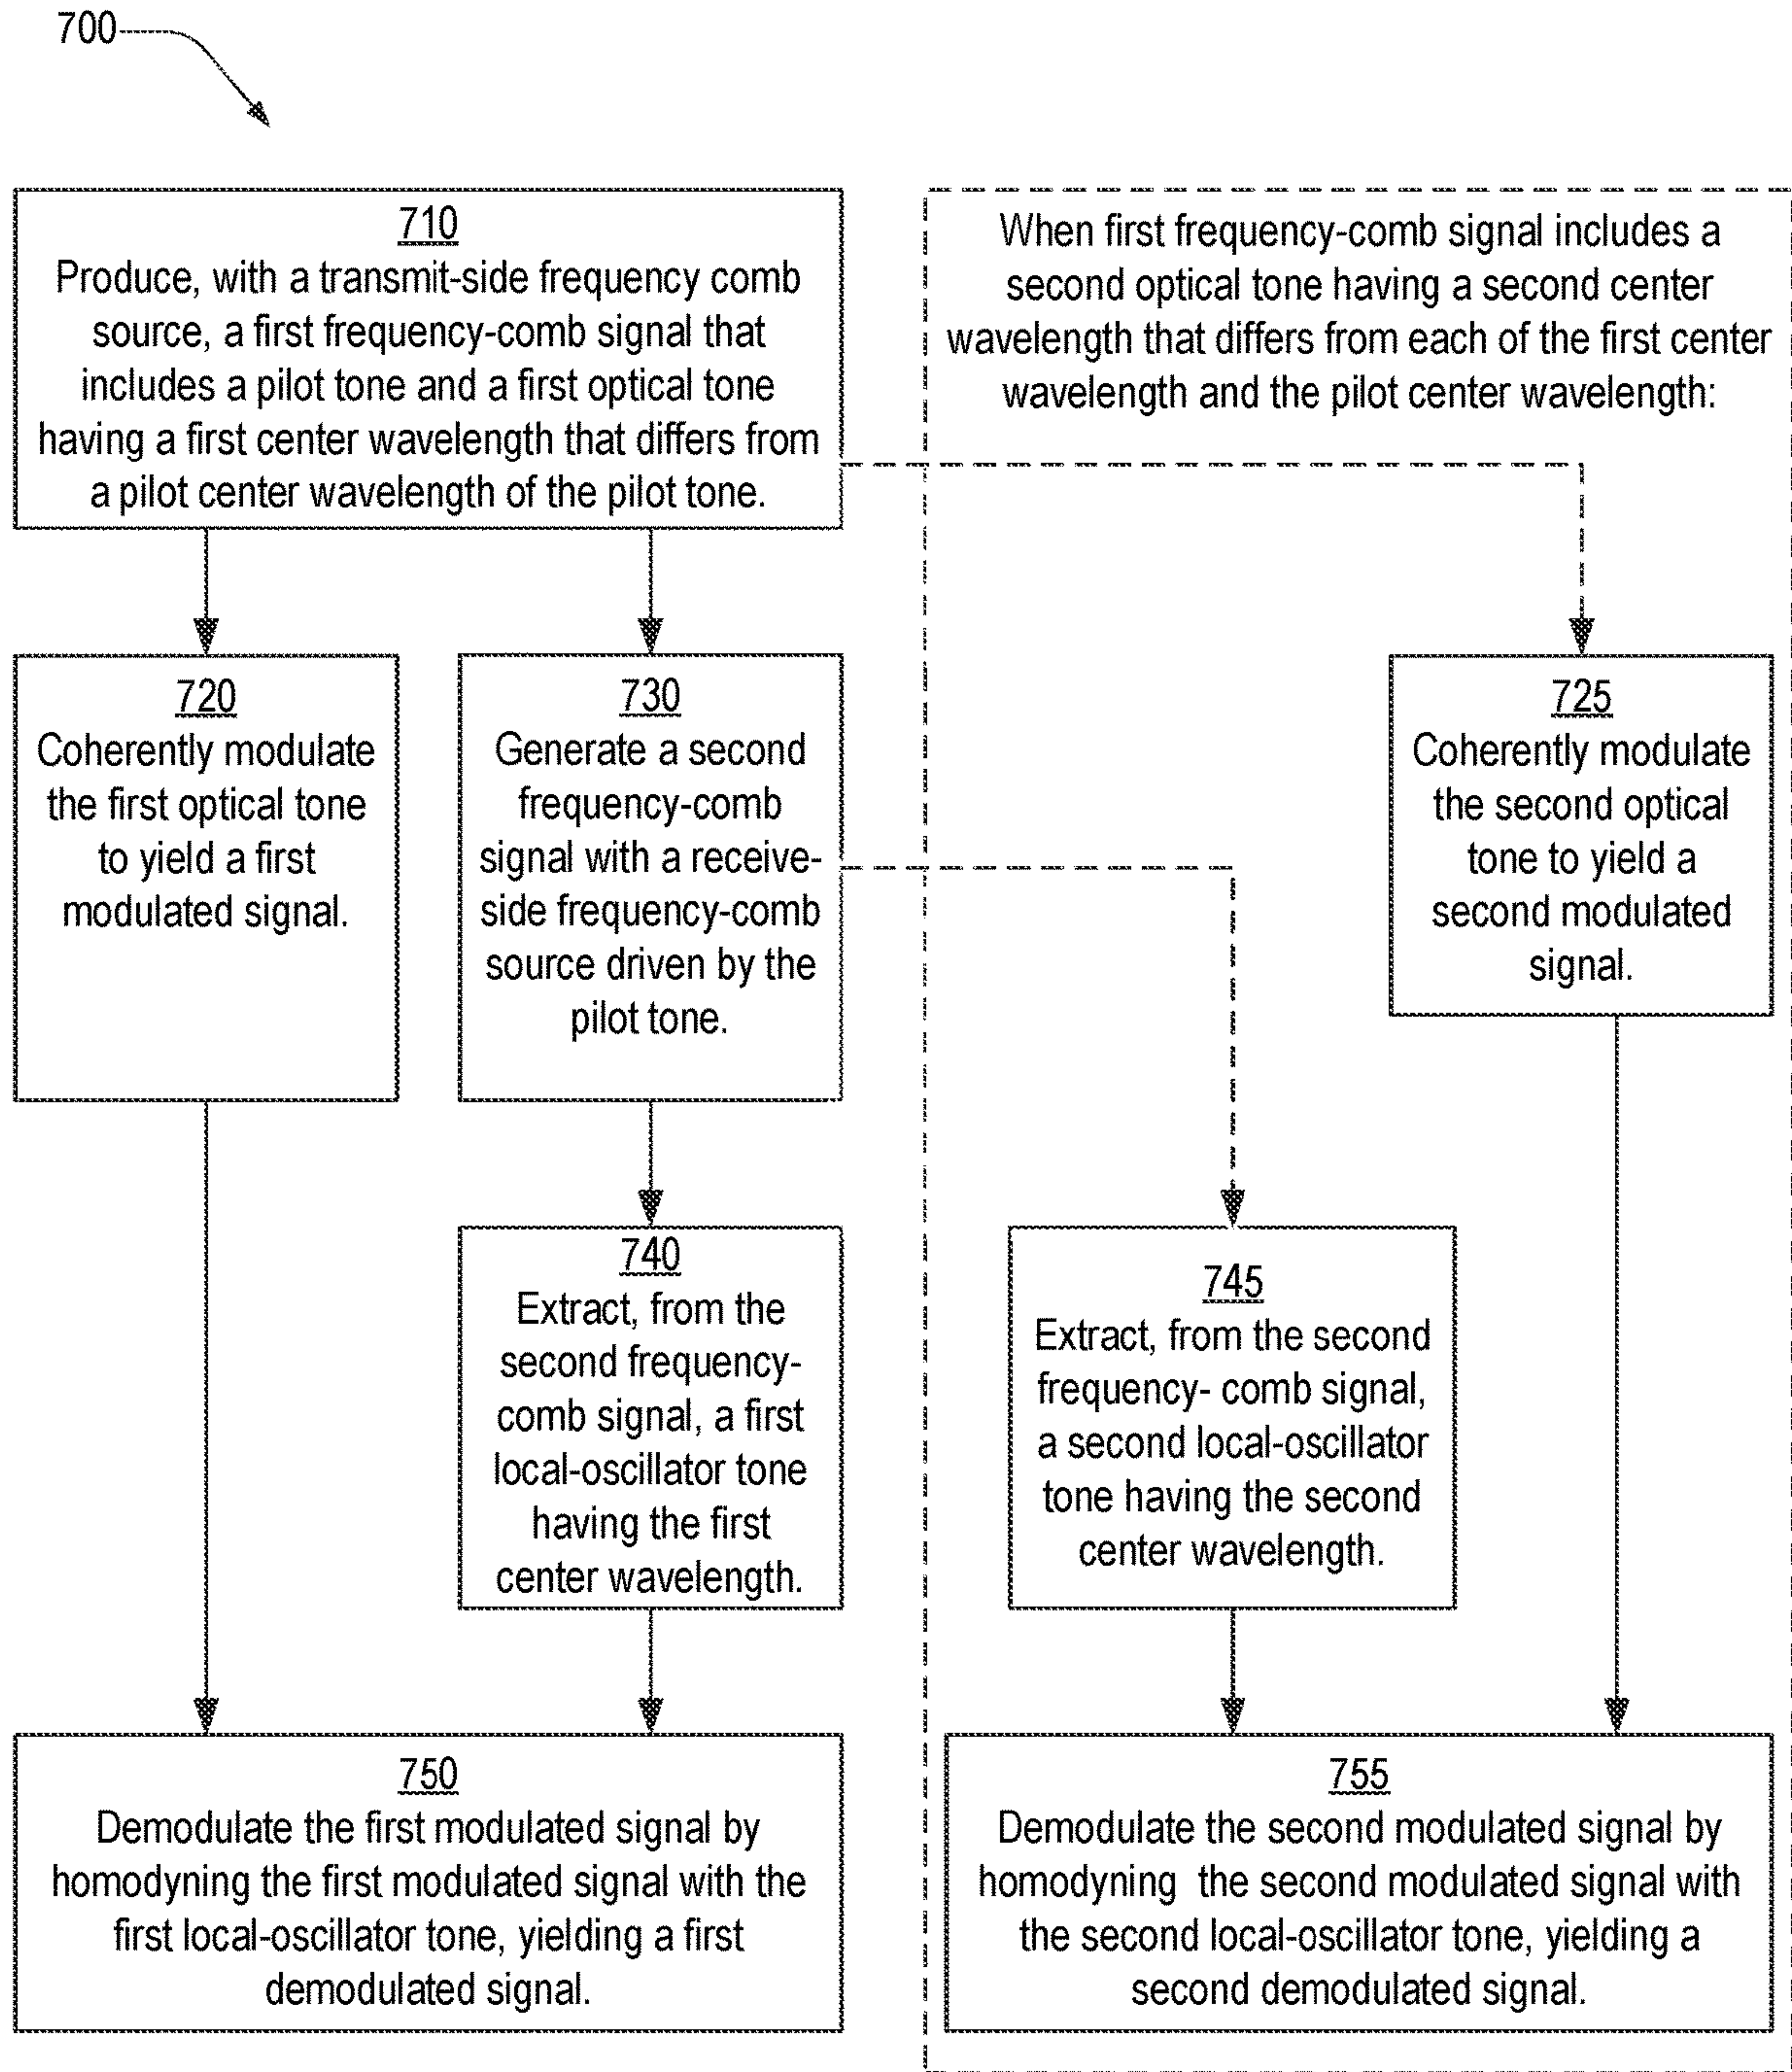 700
710
Produce, with a transmit-side frequency comb
source, a first frequency-comb signal that
includes a pilot tone and a first optical tone
having a first center wavelength that differs from
a pilot center wavelength of the pilot tone.
When first frequency-comb signal includes a
second optical tone having a second center
wavelength that differs from each of the first center
wavelength and the pilot center wavelength:
720
Coherently modulate
the first optical tone
to yield a first
modulated signal.
730
Generate a second
frequency-comb
signal with a receive-
side frequency-comb
source driven by the
pilot tone.
725
Coherently modulate
the second optical
tone to yield a
second modulated
signal.
740
Extract, from the
second frequency-
comb signal, a first
local-oscillator tone
having the first
center wavelength.
745
Extract, from the second
frequency- comb signal,
a second local-oscillator
tone having the second
center wavelength.
750
Demodulate the first modulated signal by
homodyning the first modulated signal with the
first local-oscillator tone, yielding a first
demodulated signal.
755
Demodulate the second modulated signal by
homodyning the second modulated signal with
the second local-oscillator tone, yielding a
second demodulated signal.